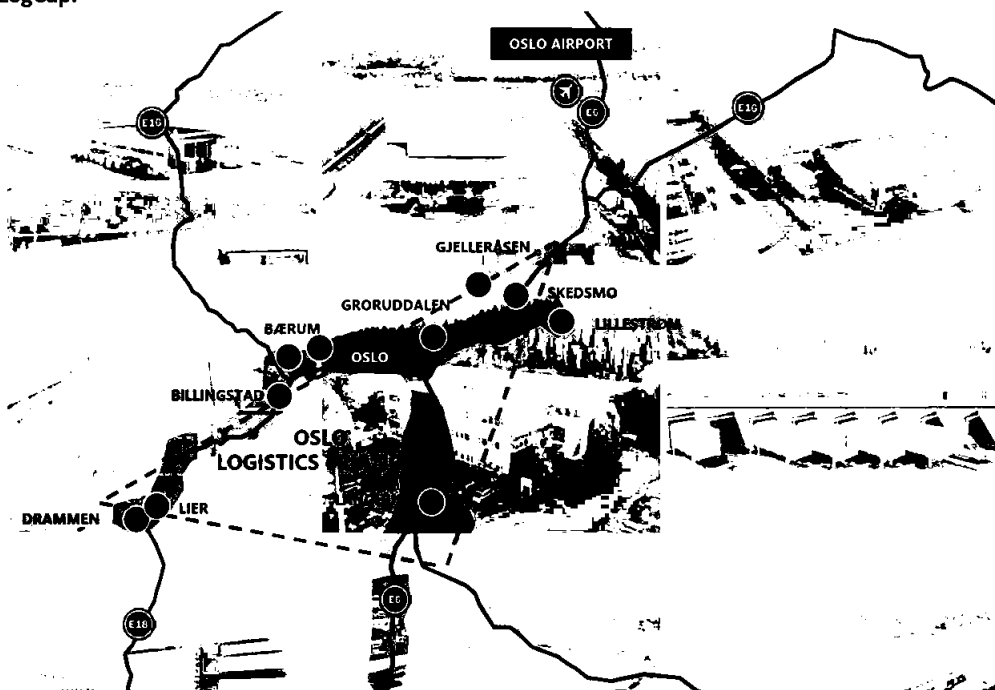 OSLO AIRPORT
E16
E6
E16
GJELLERÅSEN
SKEDSMO
GRORUDDALEN
LILLESTRØM
BÆRUM
OSLO
BILLINGSTAD
OSLO
LOGISTICS
LIER
DRAMMEN
E6
E18